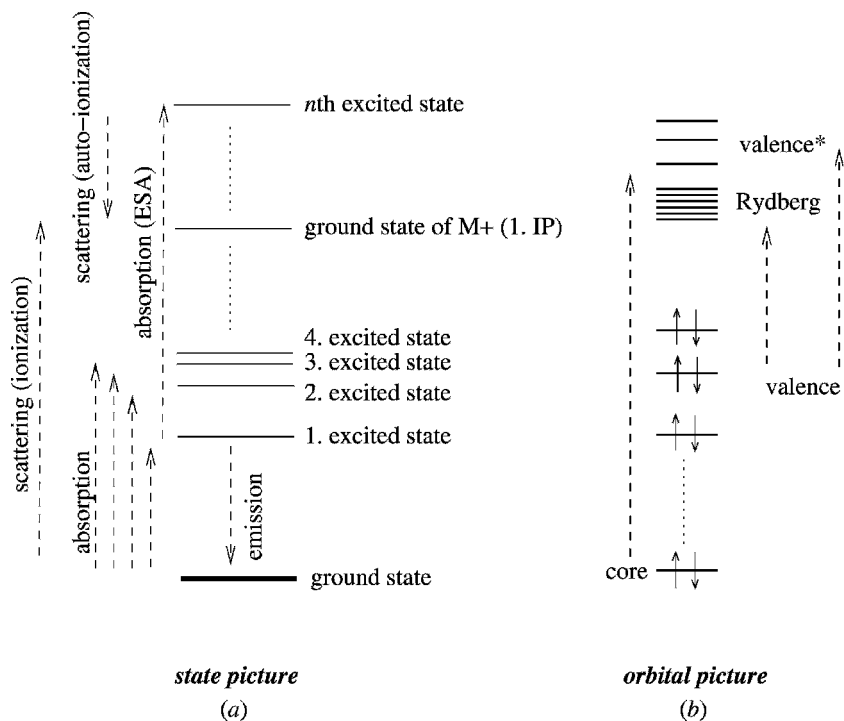 scattering (ionization)
scattering (auto-ionization)
absorption
absorption (ESA)
nth excited state
ground state of M+ (1. IP)
4. excited state
3. excited state
2. excited state
1. excited state
emission
ground state
state picture
(a)
valence*
Rydberg
valence
core
orbital picture
(b)